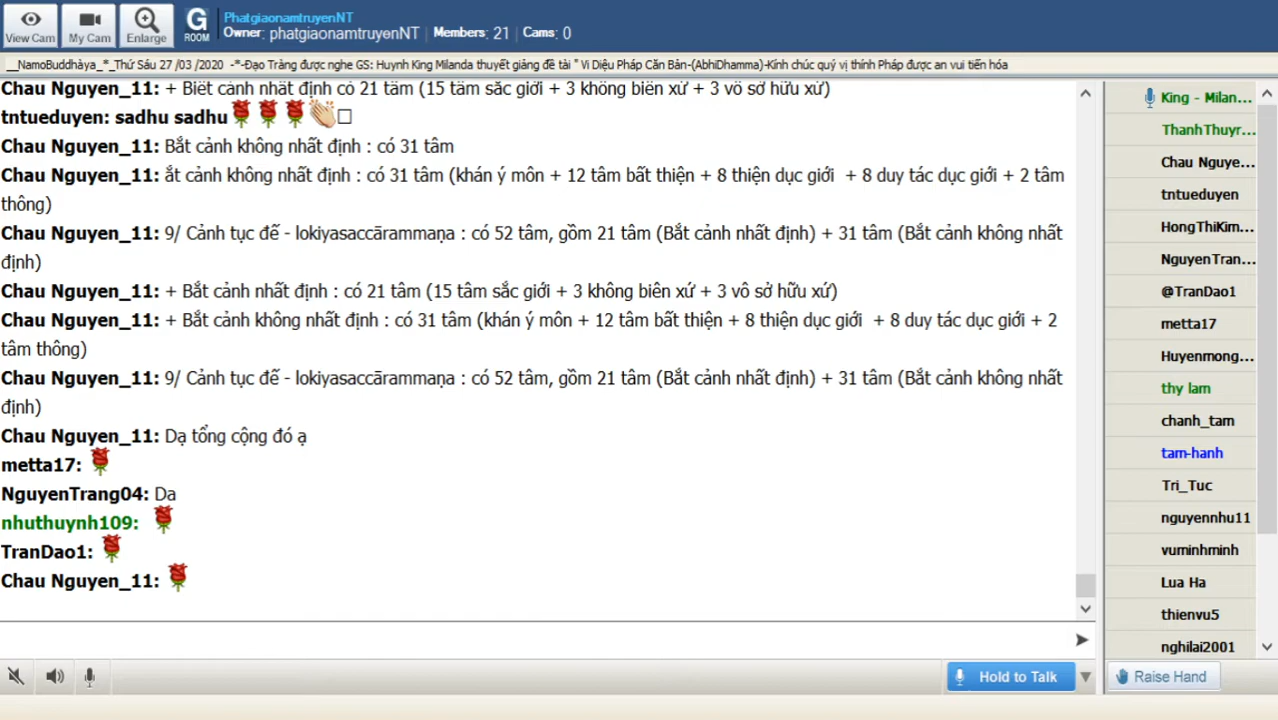 View Cam
My Cam
Enlarge
G
ROOM
PhatgiaonamtruyenNT
Owner: phatgiaonamtruyenNT | Members: 21 | Cams: 0
__NamoBuddhàya_*_Thứ Sáu 27 /03 /2020 -*-Đạo Tràng được nghe GS: Huynh King Milanda thuyết giảng đề tài " Vi Diệu Pháp Căn Bản-(AbhiDhamma)-Kính chúc quý vị thính Pháp được an vui tiến hóa
Chau Nguyen_11: + Biết cảnh nhất định có 21 tâm (15 tâm sắc giới + 3 không biên xứ + 3 vô sở hữu xứ)
tntueduyen: sadhu sadhu
Chau Nguyen_11: Bắt cảnh không nhất định : có 31 tâm
Chau Nguyen_11: ắt cảnh không nhất định : có 31 tâm (khán ý môn + 12 tâm bất thiện + 8 thiện dục giới + 8 duy tác dục giới + 2 tâm
thông)
Chau Nguyen_11: 9/ Cảnh tục đế - lokiyasaccārammaṇa : có 52 tâm, gồm 21 tâm (Bắt cảnh nhất định) + 31 tâm (Bắt cảnh không nhất
định)
Chau Nguyen_11: + Bắt cảnh nhất định : có 21 tâm (15 tâm sắc giới + 3 không biên xứ + 3 vô sở hữu xứ)
Chau Nguyen_11: + Bắt cảnh không nhất định : có 31 tâm (khán ý môn + 12 tâm bất thiện + 8 thiện dục giới + 8 duy tác dục giới + 2
tâm thông)
Chau Nguyen_11: 9/ Cảnh tục đế - lokiyasaccārammaṇa : có 52 tâm, gồm 21 tâm (Bắt cảnh nhất định) + 31 tâm (Bắt cảnh không nhất
định)
Chau Nguyen_11: Dạ tổng cộng đó ạ
metta17:
NguyenTrang04: Da
nhuthuynh109:
TranDao1:
Chau Nguyen_11:
King - Milan...
ThanhThuyr...
Chau Nguye...
tntueduyen
HongThiKim...
NguyenTran...
@TranDao1
metta17
Huyenmong...
thy lam
chanh_tam
tam-hanh
Tri_Tuc
nguyennhu11
vuminhminh
Lua Ha
thienvu5
nghilai2001
Hold to Talk
Raise Hand